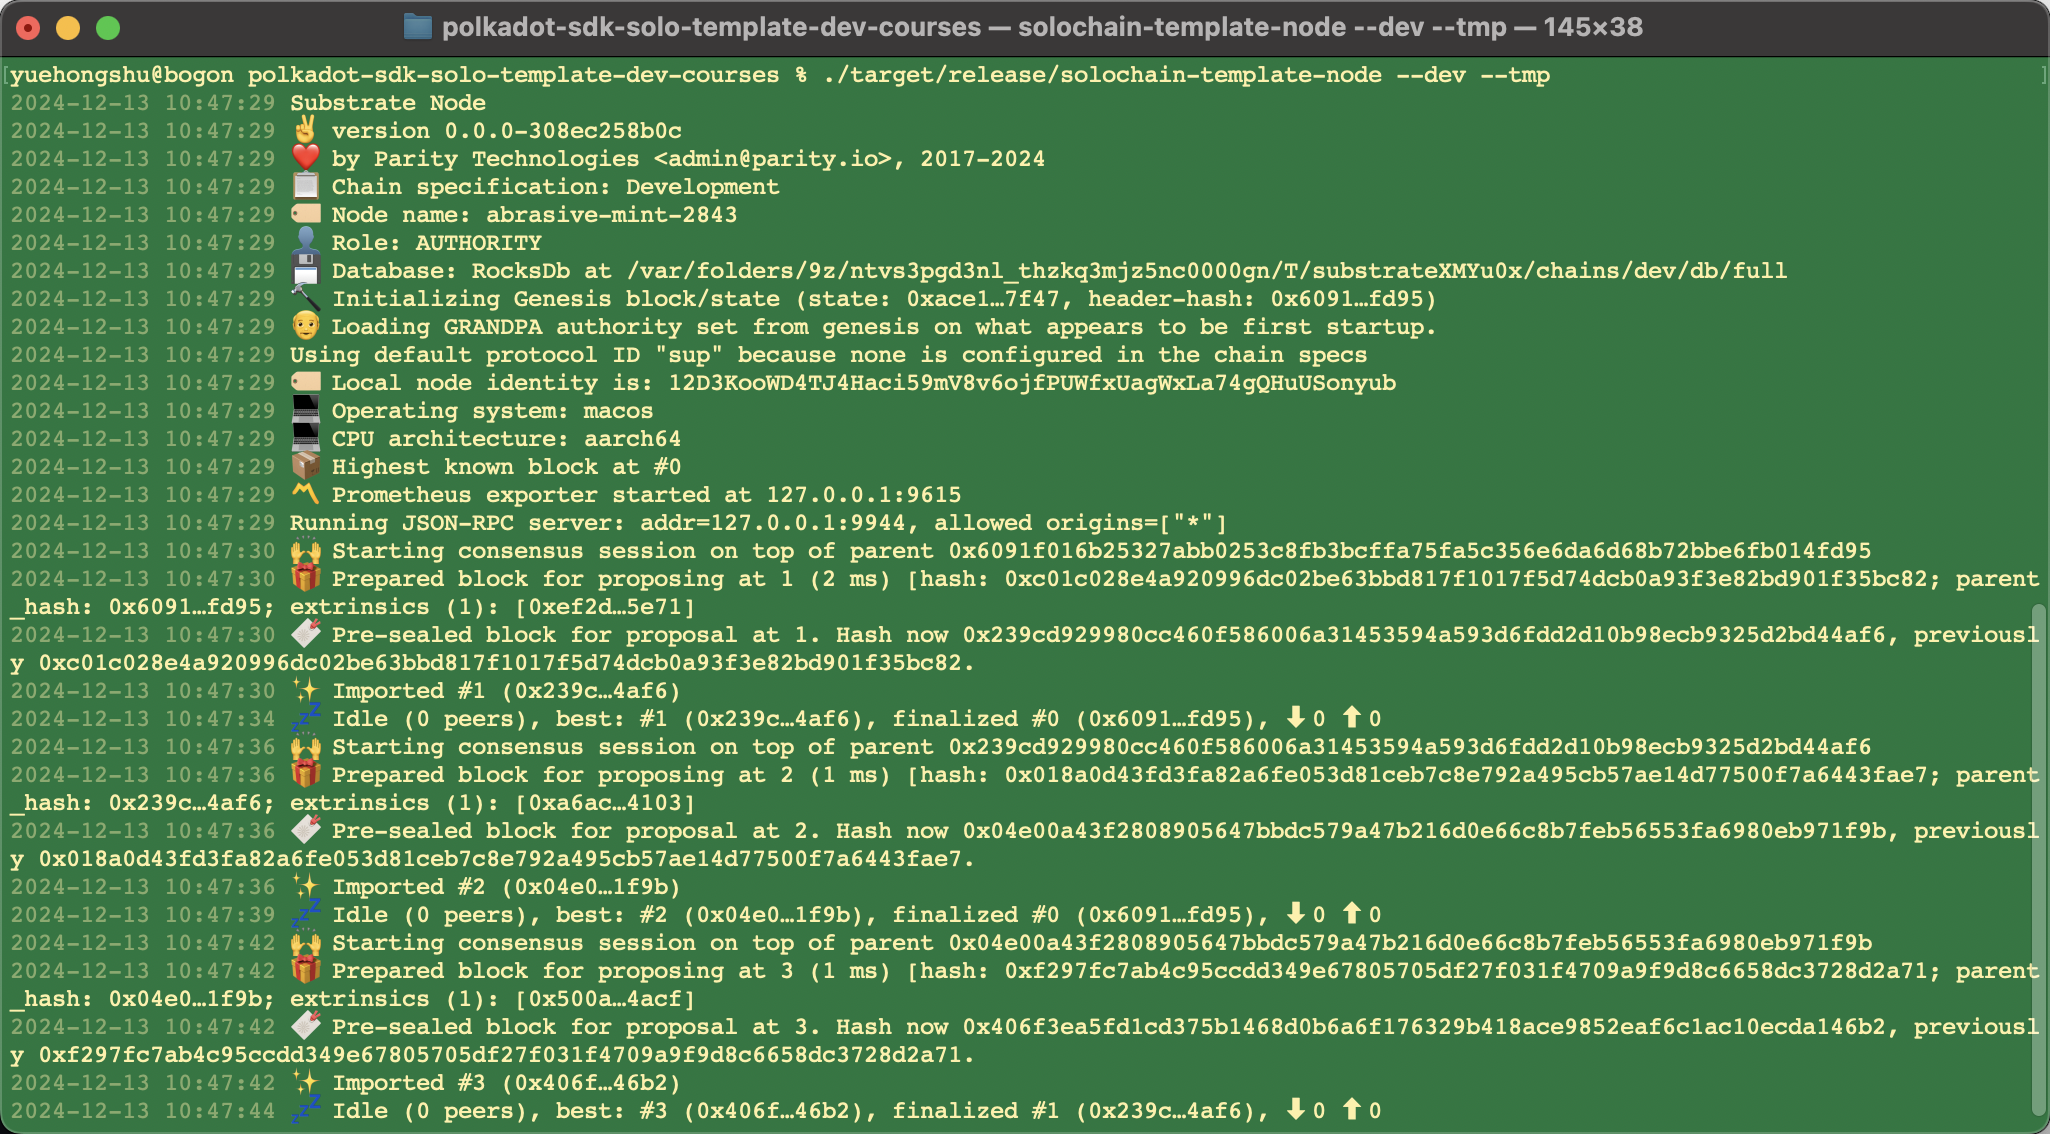 polkadot-sdk-solo-template-dev-courses — solochain-template-node --dev --tmp — 145×38
[yuehongshu@bogon polkadot-sdk-solo-template-dev-courses % ./target/release/solochain-template-node --dev --tmp ]
2024-12-13 10:47:29 Substrate Node
2024-12-13 10:47:29 ✌️ version 0.0.0-308ec258b0c
2024-12-13 10:47:29 ❤️ by Parity Technologies <admin@parity.io>, 2017-2024
2024-12-13 10:47:29 📋 Chain specification: Development
2024-12-13 10:47:29 🏷 Node name: abrasive-mint-2843
2024-12-13 10:47:29 👤 Role: AUTHORITY
2024-12-13 10:47:29 💾 Database: RocksDb at /var/folders/9z/ntvs3pgd3nl_thzkq3mjz5nc0000gn/T/substrateXMYu0x/chains/dev/db/full
2024-12-13 10:47:29 🔨 Initializing Genesis block/state (state: 0xace1…7f47, header-hash: 0x6091…fd95)
2024-12-13 10:47:29 👴 Loading GRANDPA authority set from genesis on what appears to be first startup.
2024-12-13 10:47:29 Using default protocol ID "sup" because none is configured in the chain specs
2024-12-13 10:47:29 🏷 Local node identity is: 12D3KooWD4TJ4Haci59mV8v6ojfPUWfxUagWxLa74gQHuUSonyub
2024-12-13 10:47:29 💻 Operating system: macos
2024-12-13 10:47:29 💻 CPU architecture: aarch64
2024-12-13 10:47:29 📦 Highest known block at #0
2024-12-13 10:47:29 〽️ Prometheus exporter started at 127.0.0.1:9615
2024-12-13 10:47:29 Running JSON-RPC server: addr=127.0.0.1:9944, allowed origins=["*"]
2024-12-13 10:47:30 🙌 Starting consensus session on top of parent 0x6091f016b25327abb0253c8fb3bcffa75fa5c356e6da6d68b72bbe6fb014fd95
2024-12-13 10:47:30 🎁 Prepared block for proposing at 1 (2 ms) [hash: 0xc01c028e4a920996dc02be63bbd817f1017f5d74dcb0a93f3e82bd901f35bc82; parent
_hash: 0x6091…fd95; extrinsics (1): [0xef2d…5e71]
2024-12-13 10:47:30 🔖 Pre-sealed block for proposal at 1. Hash now 0x239cd929980cc460f586006a31453594a593d6fdd2d10b98ecb9325d2bd44af6, previousl
y 0xc01c028e4a920996dc02be63bbd817f1017f5d74dcb0a93f3e82bd901f35bc82.
2024-12-13 10:47:30 ✨ Imported #1 (0x239c…4af6)
2024-12-13 10:47:34 💤 Idle (0 peers), best: #1 (0x239c…4af6), finalized #0 (0x6091…fd95), ⬇ 0 ⬆ 0
2024-12-13 10:47:36 🙌 Starting consensus session on top of parent 0x239cd929980cc460f586006a31453594a593d6fdd2d10b98ecb9325d2bd44af6
2024-12-13 10:47:36 🎁 Prepared block for proposing at 2 (1 ms) [hash: 0x018a0d43fd3fa82a6fe053d81ceb7c8e792a495cb57ae14d77500f7a6443fae7; parent
_hash: 0x239c…4af6; extrinsics (1): [0xa6ac…4103]
2024-12-13 10:47:36 🔖 Pre-sealed block for proposal at 2. Hash now 0x04e00a43f2808905647bbdc579a47b216d0e66c8b7feb56553fa6980eb971f9b, previousl
y 0x018a0d43fd3fa82a6fe053d81ceb7c8e792a495cb57ae14d77500f7a6443fae7.
2024-12-13 10:47:36 ✨ Imported #2 (0x04e0…1f9b)
2024-12-13 10:47:39 💤 Idle (0 peers), best: #2 (0x04e0…1f9b), finalized #0 (0x6091…fd95), ⬇ 0 ⬆ 0
2024-12-13 10:47:42 🙌 Starting consensus session on top of parent 0x04e00a43f2808905647bbdc579a47b216d0e66c8b7feb56553fa6980eb971f9b
2024-12-13 10:47:42 🎁 Prepared block for proposing at 3 (1 ms) [hash: 0xf297fc7ab4c95ccdd349e67805705df27f031f4709a9f9d8c6658dc3728d2a71; parent
_hash: 0x04e0…1f9b; extrinsics (1): [0x500a…4acf]
2024-12-13 10:47:42 🔖 Pre-sealed block for proposal at 3. Hash now 0x406f3ea5fd1cd375b1468d0b6a6f176329b418ace9852eaf6c1ac10ecda146b2, previousl
y 0xf297fc7ab4c95ccdd349e67805705df27f031f4709a9f9d8c6658dc3728d2a71.
2024-12-13 10:47:42 ✨ Imported #3 (0x406f…46b2)
2024-12-13 10:47:44 💤 Idle (0 peers), best: #3 (0x406f…46b2), finalized #1 (0x239c…4af6), ⬇ 0 ⬆ 0